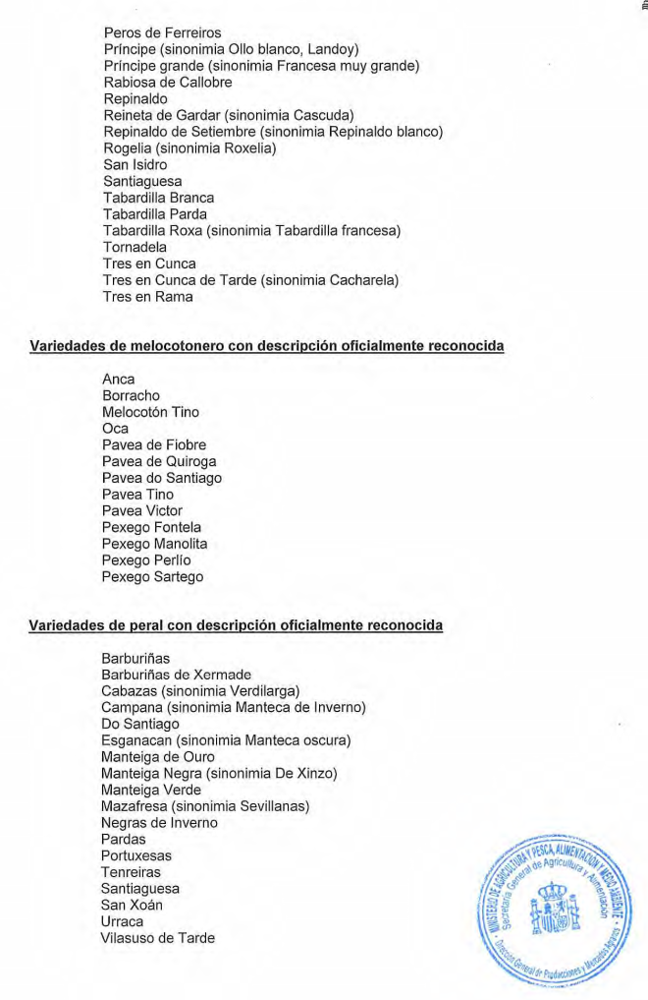 Peros de Ferreiros
Príncipe (sinonimia Ollo blanco, Landoy)
Príncipe grande (sinonimia Francesa muy grande)
Rabiosa de Callobre
Repinaldo
Reineta de Gardar (sinonimia Cascuda)
Repinaldo de Setiembre (sinonimia Repinaldo blanco)
Rogelia (sinonimia Roxelia)
San Isidro
Santiaguesa
Tabardilla Branca
Tabardilla Parda
Tabardilla Roxa (sinonimia Tabardilla francesa)
Tornadela
Tres en Cunca
Tres en Cunca de Tarde (sinonimia Cacharela)
Tres en Rama
Variedades de melocotonero con descripción oficialmente reconocida
Anca
Borracho
Melocotón Tino
Oca
Pavea de Fiobre
Pavea de Quiroga
Pavea do Santiago
Pavea Tino
Pavea Victor
Pexego Fontela
Pexego Manolita
Pexego Perlío
Pexego Sartego
Variedades de peral con descripción oficialmente reconocida
Barburiñas
Barburiñas de Xermade
Cabazas (sinonimia Verdilarga)
Campana (sinonimia Manteca de Inverno)
Do Santiago
Esganacan (sinonimia Manteca oscura)
Manteiga de Ouro
Manteiga Negra (sinonimia De Xinzo)
Manteiga Verde
Mazafresa (sinonimia Sevillanas)
Negras de Inverno
Pardas
Portuxesas
Tenreiras
Santiaguesa
San Xoán
Urraca
Vilasuso de Tarde
MINISTERIO DE AGRICULTURA Y PESCA, ALIMENTACIÓN Y MEDIO AMBIENTE
Secretaría General de Agricultura y Alimentación
Dirección General de Producciones y Mercados Agrarios